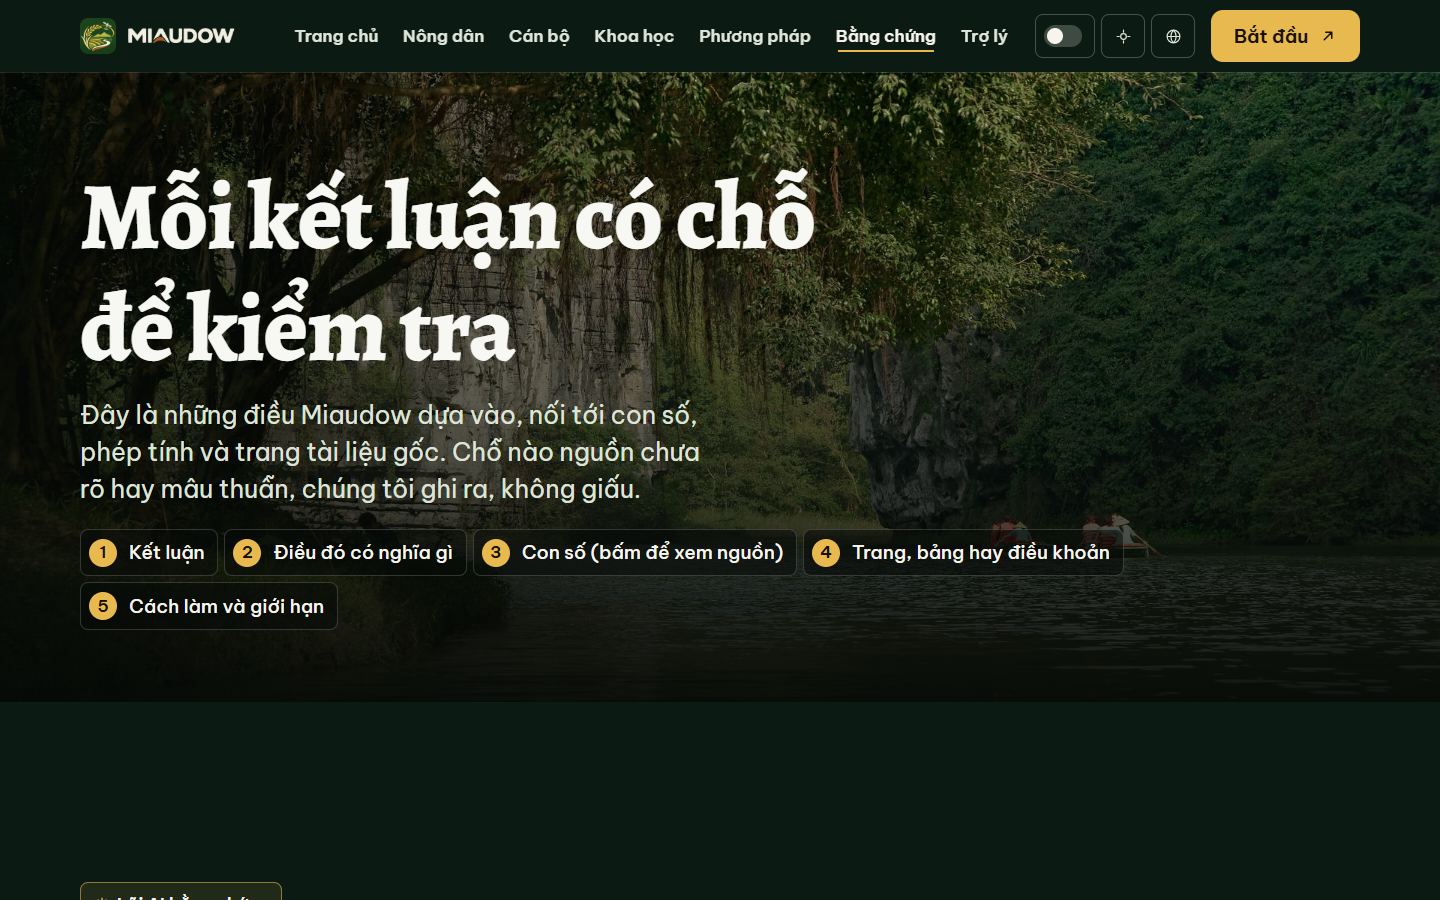 MIAUDOW
Trang chủ
Nông dân
Cán bộ
Khoa học
Phương pháp
Bằng chứng
Trợ lý
Bắt đầu
Mỗi kết luận có chỗ
để kiểm tra
Đây là những điều Miaudow dựa vào, nối tới con số,
phép tính và trang tài liệu gốc. Chỗ nào nguồn chưa
rõ hay mâu thuẫn, chúng tôi ghi ra, không giấu.
1 Kết luận
2 Điều đó có nghĩa gì
3 Con số (bấm để xem nguồn)
4 Trang, bảng hay điều khoản
5 Cách làm và giới hạn